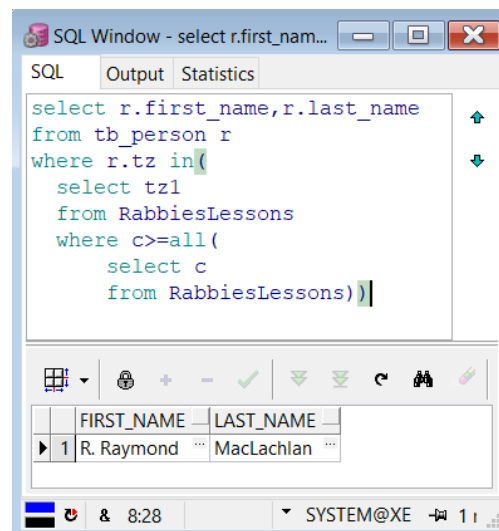 SQL Window - select r.first_nam...
SQL Output Statistics
select r.first_name,r.last_name
from tb_person r
where r.tz in(
select tz1
from RabbiesLessons
where c>=all(
select c
from RabbiesLessons))
FIRST_NAME LAST_NAME
1 R. Raymond ... MacLachlan ...
& 8:28 SYSTEM@XE 1 r